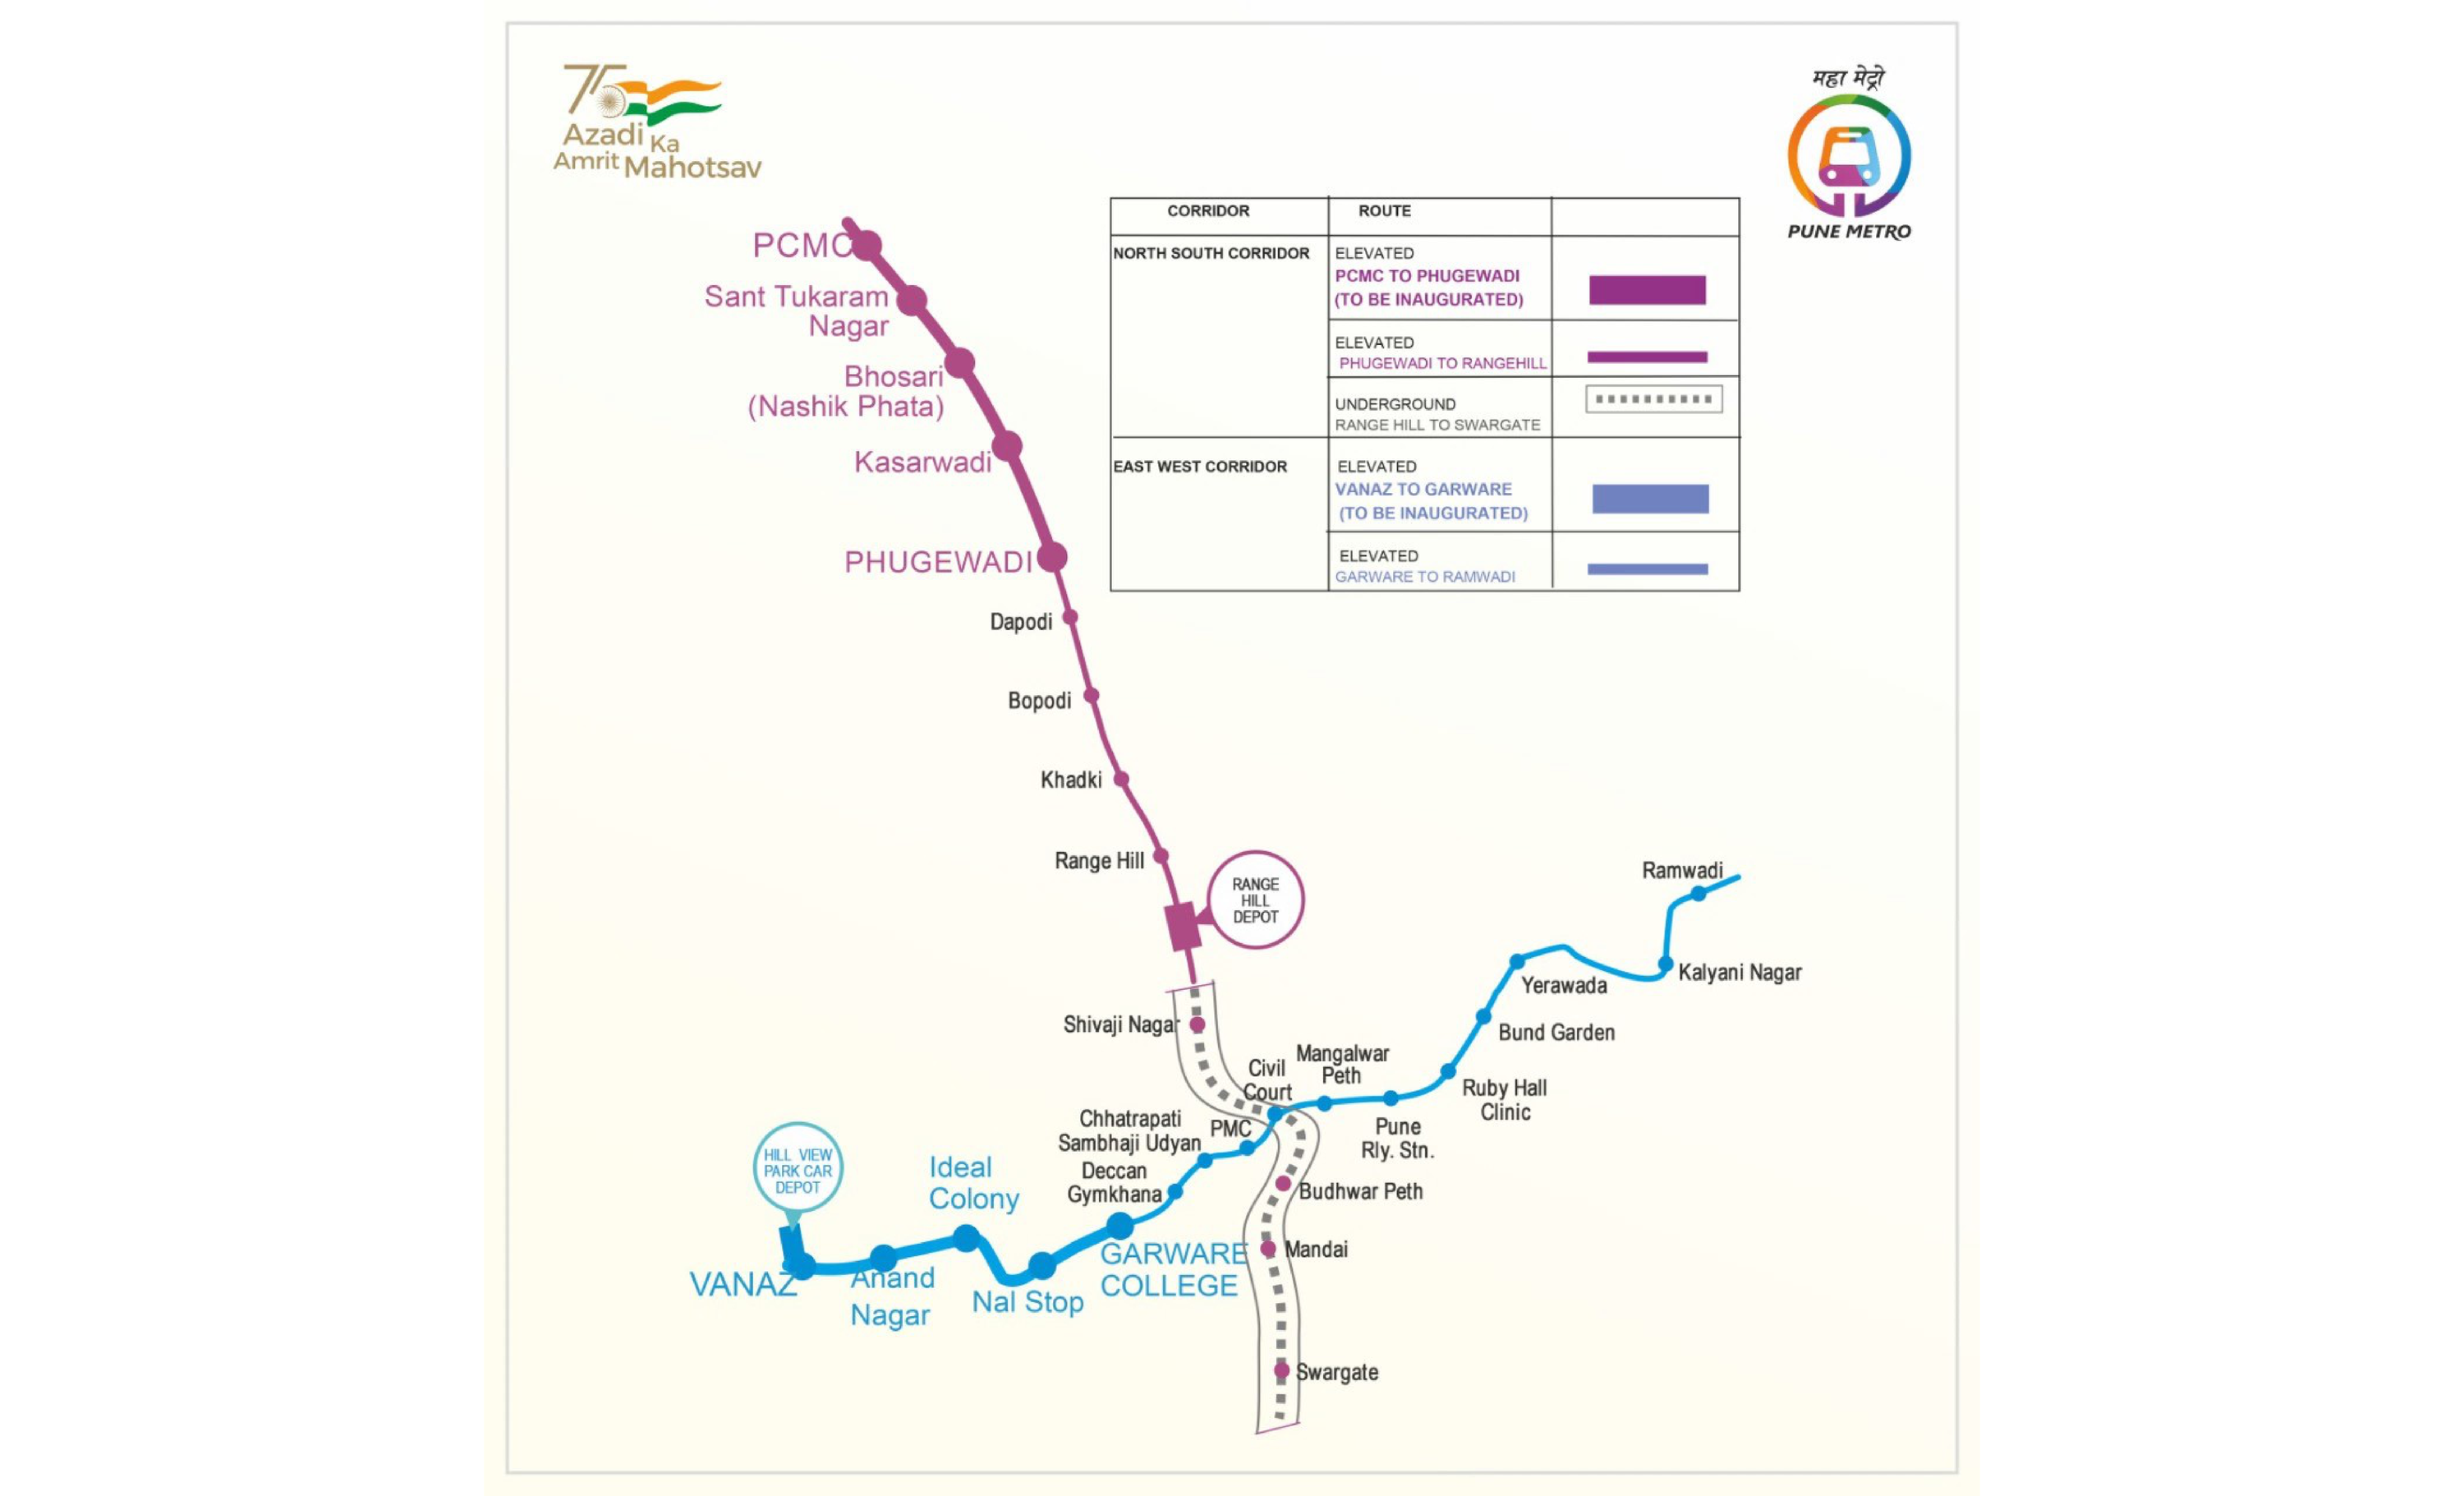 75
Azadi Ka
Amrit Mahotsav
महा मेट्रो
PUNE METRO
CORRIDOR ROUTE
NORTH SOUTH CORRIDOR ELEVATED
PCMC TO PHUGEWADI
(TO BE INAUGURATED)
ELEVATED
PHUGEWADI TO RANGEHILL
UNDERGROUND
RANGE HILL TO SWARGATE
EAST WEST CORRIDOR ELEVATED
VANAZ TO GARWARE
(TO BE INAUGURATED)
ELEVATED
GARWARE TO RAMWADI
PCMC
Sant Tukaram
Nagar
Bhosari
(Nashik Phata)
Kasarwadi
PHUGEWADI
Dapodi
Bopodi
Khadki
Range Hill
RANGE
HILL
DEPOT
Shivaji Nagar
Civil
Court
Mangalwar
Peth
Ramwadi
Kalyani Nagar
Yerawada
Bund Garden
Ruby Hall
Clinic
Pune
Rly. Stn.
PMC
Chhatrapati
Sambhaji Udyan
Deccan
Gymkhana
Budhwar Peth
Mandai
Swargate
HILL VIEW
PARK CAR
DEPOT
VANAZ
Anand
Nagar
Ideal
Colony
Nal Stop
GARWARE
COLLEGE